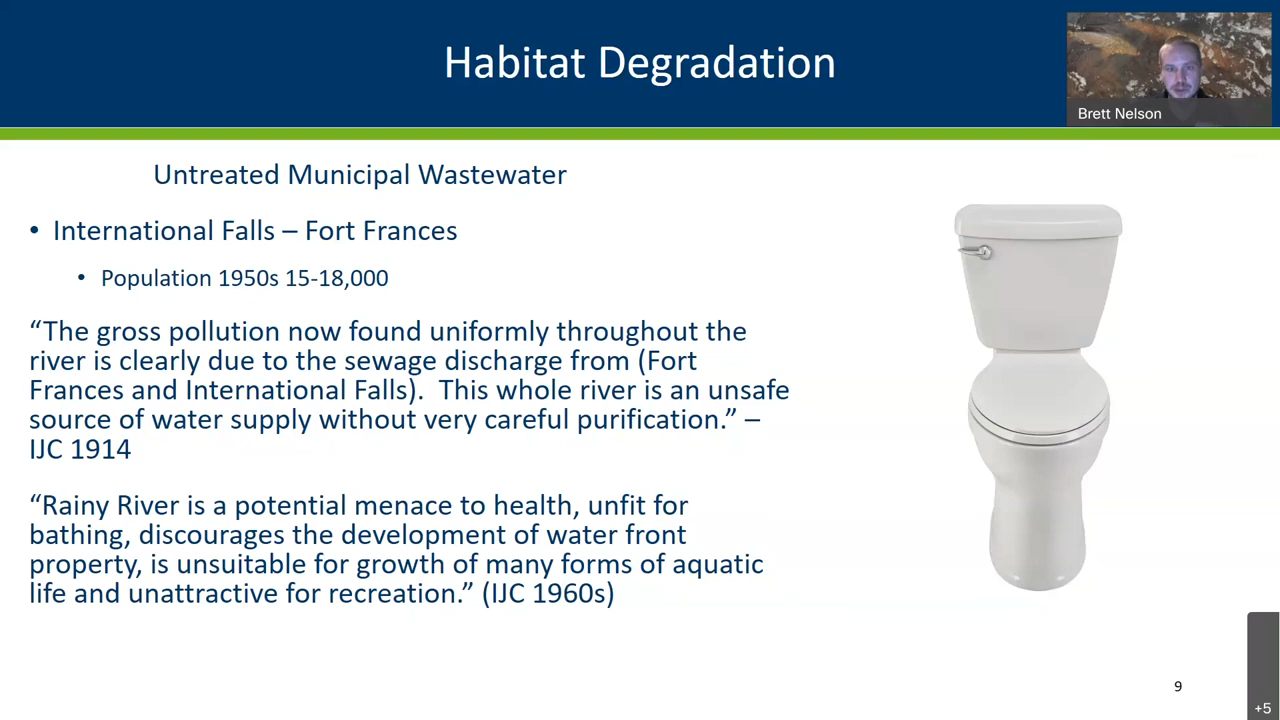 Habitat Degradation
Brett Nelson
Untreated Municipal Wastewater
• International Falls – Fort Frances
• Population 1950s 15-18,000
“The gross pollution now found uniformly throughout the
river is clearly due to the sewage discharge from (Fort
Frances and International Falls).  This whole river is an unsafe
source of water supply without very careful purification.” –
IJC 1914
“Rainy River is a potential menace to health, unfit for
bathing, discourages the development of water front
property, is unsuitable for growth of many forms of aquatic
life and unattractive for recreation.” (IJC 1960s)
9
+5